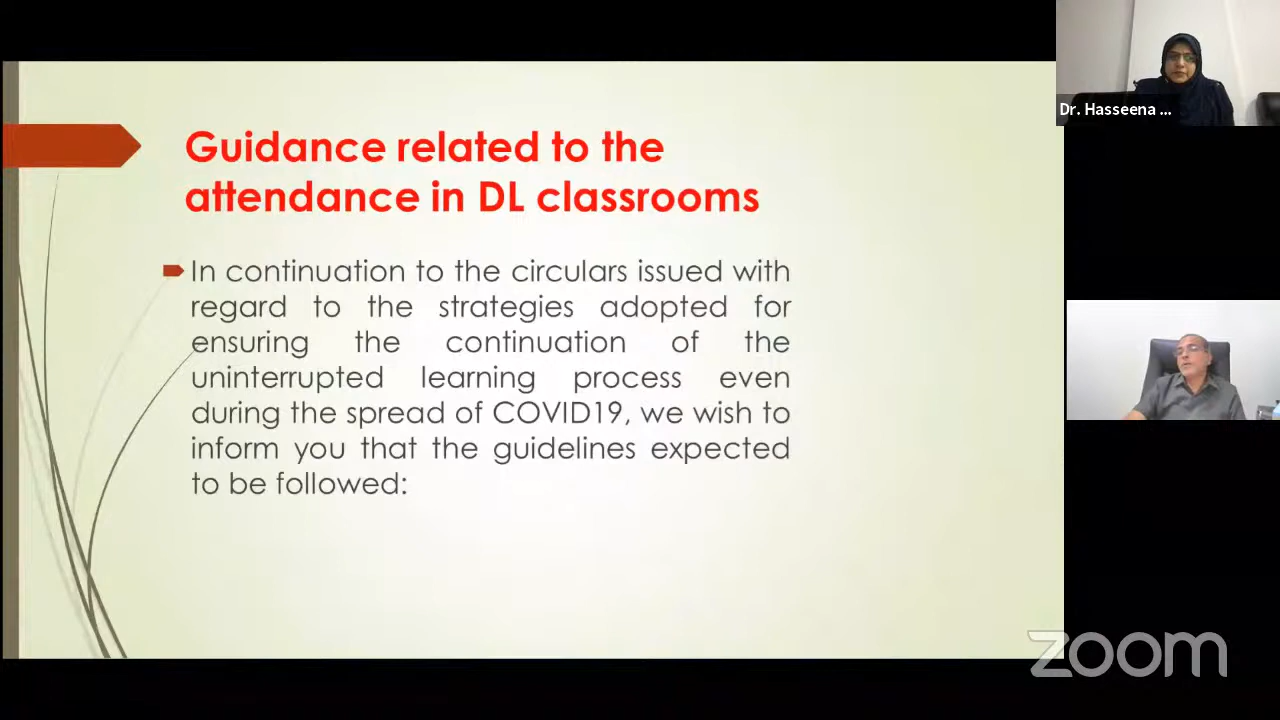 Guidance related to the
attendance in DL classrooms
In continuation to the circulars issued with
regard to the strategies adopted for
ensuring the continuation of the
uninterrupted learning process even
during the spread of COVID19, we wish to
inform you that the guidelines expected
to be followed:
Dr. Hasseena ...
zoom